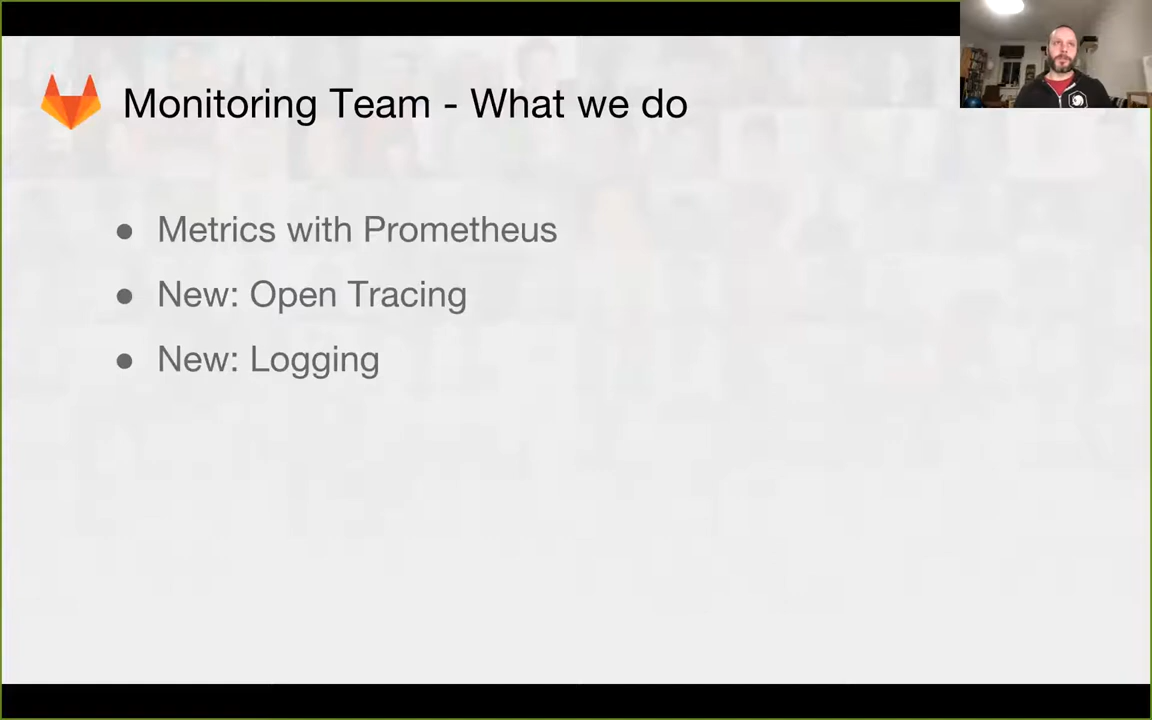 Monitoring Team - What we do
● Metrics with Prometheus
● New: Open Tracing
● New: Logging